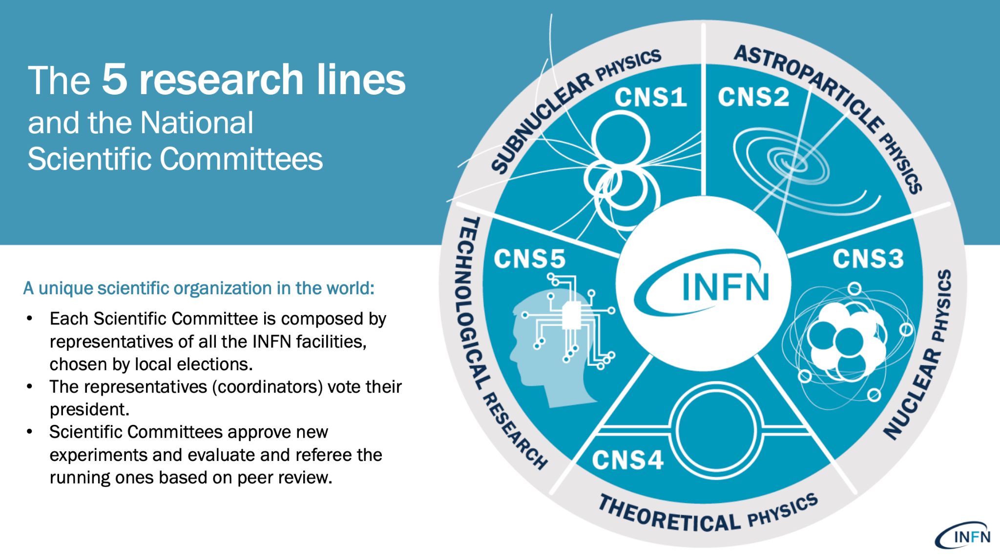 The 5 research lines
and the National
Scientific Committees
A unique scientific organization in the world:
• Each Scientific Committee is composed by
representatives of all the INFN facilities,
chosen by local elections.
• The representatives (coordinators) vote their
president.
• Scientific Committees approve new
experiments and evaluate and referee the
running ones based on peer review.
SUBNUCLEAR PHYSICS
CNS1
ASTROPARTICLE PHYSICS
CNS2
NUCLEAR PHYSICS
CNS3
THEORETICAL PHYSICS
CNS4
TECHNOLOGICAL RESEARCH
CNS5
INFN
INFN